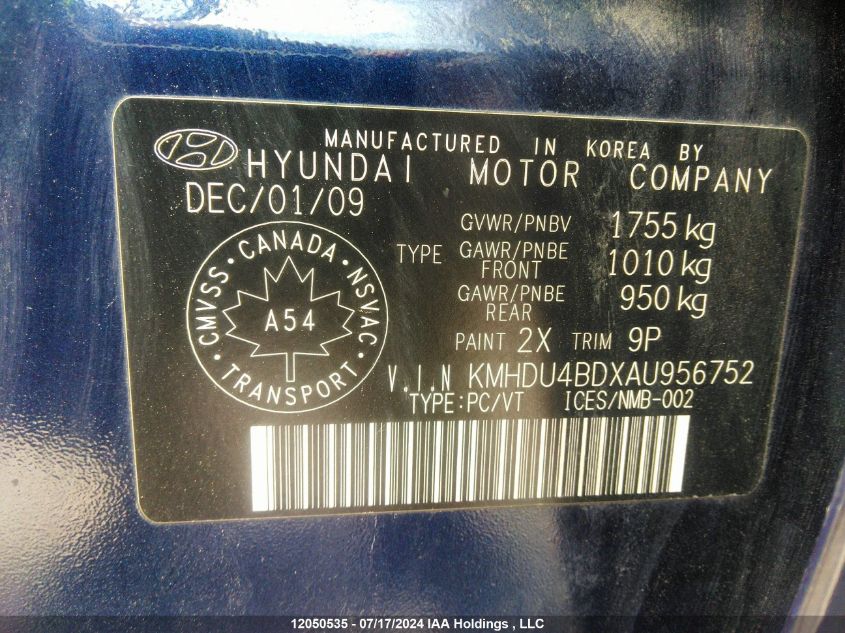 MANUFACTURED IN KOREA BY
HYUNDAI MOTOR COMPANY
DEC/01/09
GVWR/PNBV 1755 kg
TYPE GAWR/PNBE FRONT 1010 kg
GAWR/PNBE REAR 950 kg
PAINT 2X TRIM 9P
V.I.N KMHDU4BDXAU956752
TYPE:PC/VT ICES/NMB-002
CMVSS · CANADA · NSVAC · TRANSPORT ·
A54
12050535 - 07/17/2024 IAA Holdings , LLC